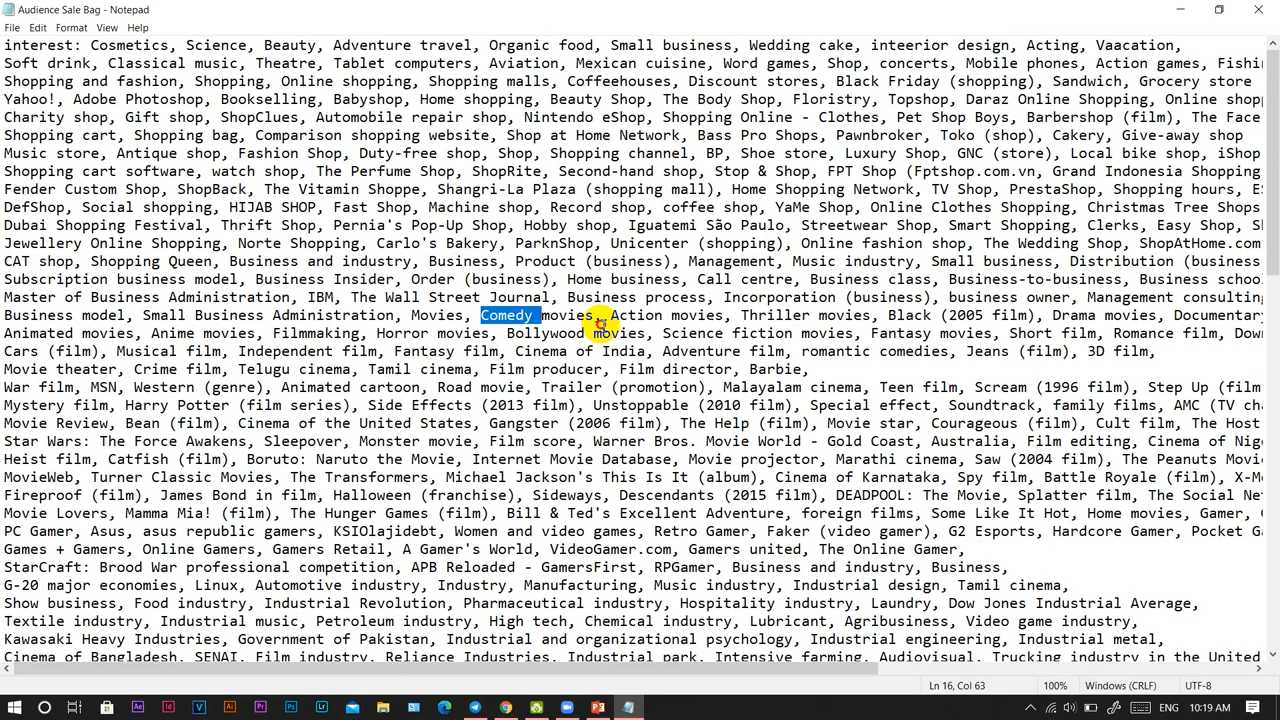 Audience Sale Bag - Notepad
File Edit Format View Help
interest: Cosmetics, Science, Beauty, Adventure travel, Organic food, Small business, Wedding cake, inteerior design, Acting, Vaacation,
Soft drink, Classical music, Theatre, Tablet computers, Aviation, Mexican cuisine, Word games, Shop, concerts, Mobile phones, Action games, Fishi
Shopping and fashion, Shopping, Online shopping, Shopping malls, Coffeehouses, Discount stores, Black Friday (shopping), Sandwich, Grocery store
Yahoo!, Adobe Photoshop, Bookselling, Babyshop, Home shopping, Beauty Shop, The Body Shop, Floristry, Topshop, Daraz Online Shopping, Online shop
Charity shop, Gift shop, ShopClues, Automobile repair shop, Nintendo eShop, Shopping Online - Clothes, Pet Shop Boys, Barbershop (film), The Face
Shopping cart, Shopping bag, Comparison shopping website, Shop at Home Network, Bass Pro Shops, Pawnbroker, Toko (shop), Cakery, Give-away shop
Music store, Antique shop, Fashion Shop, Duty-free shop, Shop, Shopping channel, BP, Shoe store, Luxury Shop, GNC (store), Local bike shop, iShop
Shopping cart software, watch shop, The Perfume Shop, ShopRite, Second-hand shop, Stop & Shop, FPT Shop (Fptshop.com.vn, Grand Indonesia Shopping
Fender Custom Shop, ShopBack, The Vitamin Shoppe, Shangri-La Plaza (shopping mall), Home Shopping Network, TV Shop, PrestaShop, Shopping hours, ES
DefShop, Social shopping, HIJAB SHOP, Fast Shop, Machine shop, Record shop, coffee shop, YaMe Shop, Online Clothes Shopping, Christmas Tree Shops
Dubai Shopping Festival, Thrift Shop, Pernia's Pop-Up Shop, Hobby shop, Iguatemi São Paulo, Streetwear Shop, Smart Shopping, Clerks, Easy Shop, Sh
Jewellery Online Shopping, Norte Shopping, Carlo's Bakery, ParknShop, Unicenter (shopping), Online fashion shop, The Wedding Shop, ShopAtHome.com
CAT shop, Shopping Queen, Business and industry, Business, Product (business), Management, Music industry, Small business, Distribution (business
Subscription business model, Business Insider, Order (business), Home business, Call centre, Business class, Business-to-business, Business schoo
Master of Business Administration, IBM, The Wall Street Journal, Business process, Incorporation (business), business owner, Management consulting
Business model, Small Business Administration, Movies, Comedy movies, Action movies, Thriller movies, Black (2005 film), Drama movies, Documentary
Animated movies, Anime movies, Filmmaking, Horror movies, Bollywood movies, Science fiction movies, Fantasy movies, Short film, Romance film, Dow
Cars (film), Musical film, Independent film, Fantasy film, Cinema of India, Adventure film, romantic comedies, Jeans (film), 3D film,
Movie theater, Crime film, Telugu cinema, Tamil cinema, Film producer, Film director, Barbie,
War film, MSN, Western (genre), Animated cartoon, Road movie, Trailer (promotion), Malayalam cinema, Teen film, Scream (1996 film), Step Up (film
Mystery film, Harry Potter (film series), Side Effects (2013 film), Unstoppable (2010 film), Special effect, Soundtrack, family films, AMC (TV cha
Movie Review, Bean (film), Cinema of the United States, Gangster (2006 film), The Help (film), Movie star, Courageous (film), Cult film, The Host
Star Wars: The Force Awakens, Sleepover, Monster movie, Film score, Warner Bros. Movie World - Gold Coast, Australia, Film editing, Cinema of Nige
Heist film, Catfish (film), Boruto: Naruto the Movie, Internet Movie Database, Movie projector, Marathi cinema, Saw (2004 film), The Peanuts Movi
MovieWeb, Turner Classic Movies, The Transformers, Michael Jackson's This Is It (album), Cinema of Karnataka, Spy film, Battle Royale (film), X-M
Fireproof (film), James Bond in film, Halloween (franchise), Sideways, Descendants (2015 film), DEADPOOL: The Movie, Splatter film, The Social Ne
Movie Lovers, Mamma Mia! (film), The Hunger Games (film), Bill & Ted's Excellent Adventure, foreign films, Some Like It Hot, Home movies, Gamer,
PC Gamer, Asus, asus republic gamers, KSIOlajidebt, Women and video games, Retro Gamer, Faker (video gamer), G2 Esports, Hardcore Gamer, Pocket Ga
Games + Gamers, Online Gamers, Gamers Retail, A Gamer's World, VideoGamer.com, Gamers united, The Online Gamer,
StarCraft: Brood War professional competition, APB Reloaded - GamersFirst, RPGamer, Business and industry, Business,
G-20 major economies, Linux, Automotive industry, Industry, Manufacturing, Music industry, Industrial design, Tamil cinema,
Show business, Food industry, Industrial Revolution, Pharmaceutical industry, Hospitality industry, Laundry, Dow Jones Industrial Average,
Textile industry, Industrial music, Petroleum industry, High tech, Chemical industry, Lubricant, Agribusiness, Video game industry,
Kawasaki Heavy Industries, Government of Pakistan, Industrial and organizational psychology, Industrial engineering, Industrial metal,
Cinema of Bangladesh, SENAI, Film industry, Reliance Industries, Industrial park, Intensive farming, Audiovisual, Trucking industry in the United
Ln 16, Col 63 100% Windows (CRLF) UTF-8
Ae Id V Ai Pr Ps Lr ENG 10:19 AM